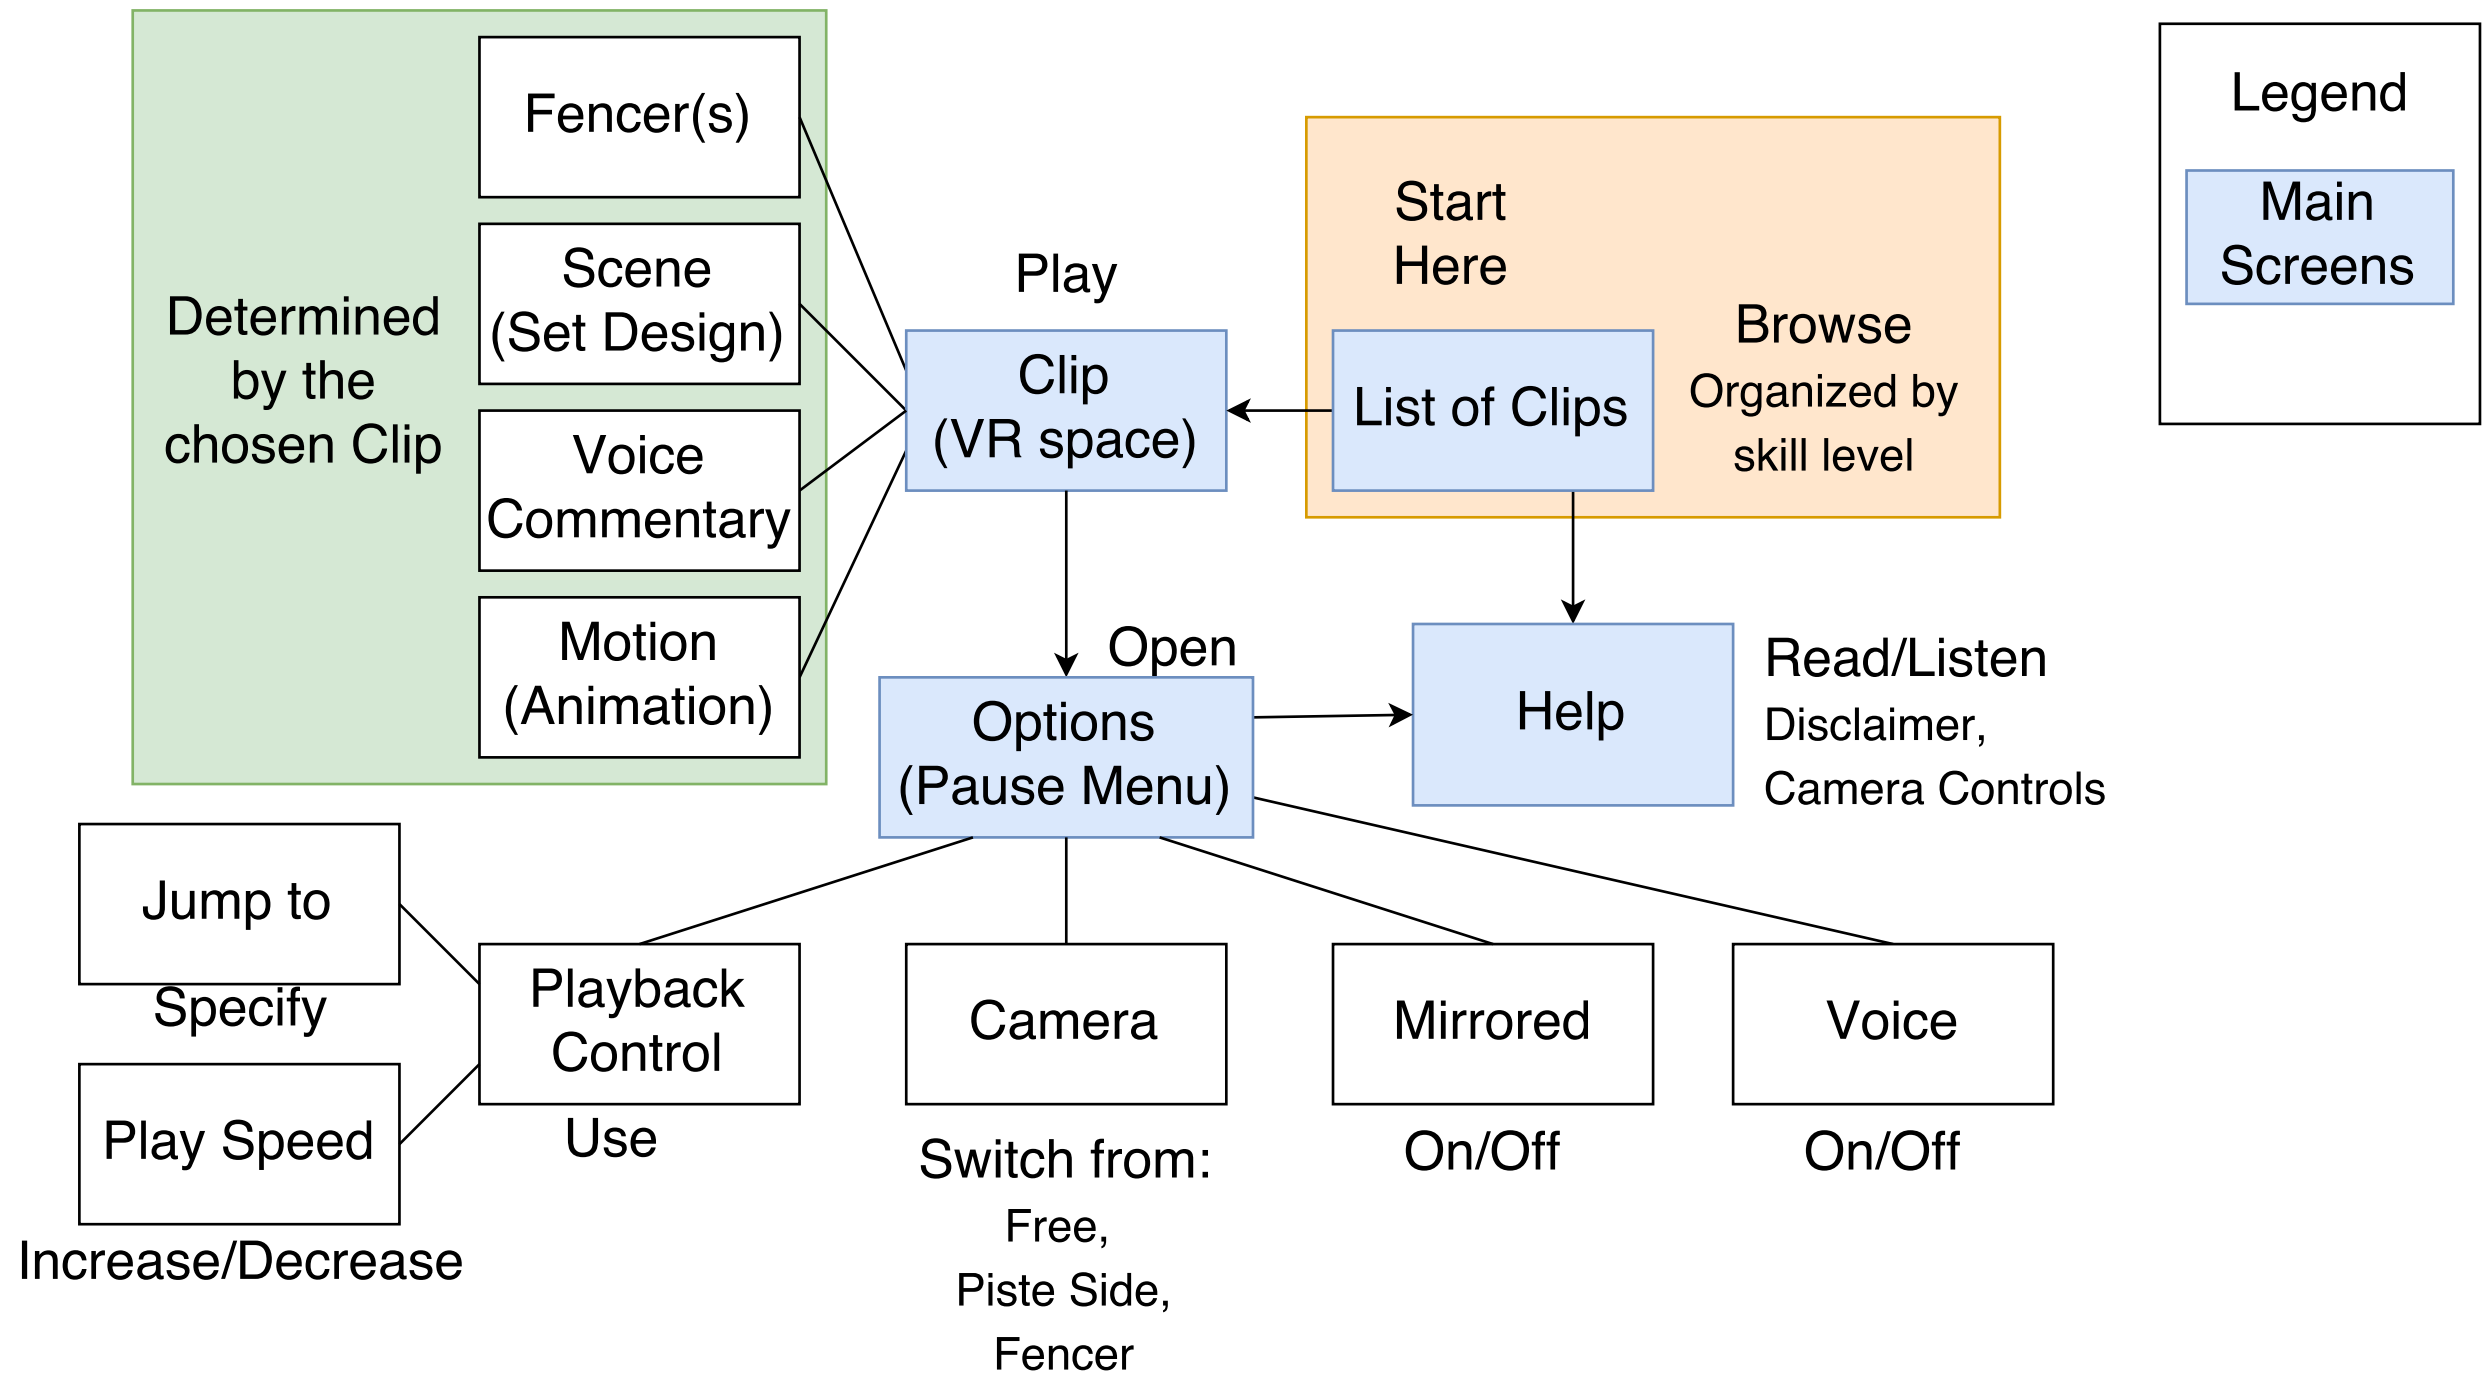 Fencer(s)
Scene
(Set Design)
Voice
Commentary
Motion
(Animation)
Determined
by the
chosen Clip
Play
Clip
(VR space)
Start
Here
List of Clips
Browse
Organized by
skill level
Legend
Main
Screens
Open
Options
(Pause Menu)
Help
Read/Listen
Disclaimer,
Camera Controls
Jump to
Specify
Play Speed
Increase/Decrease
Playback
Control
Use
Camera
Switch from:
Free,
Piste Side,
Fencer
Mirrored
On/Off
Voice
On/Off